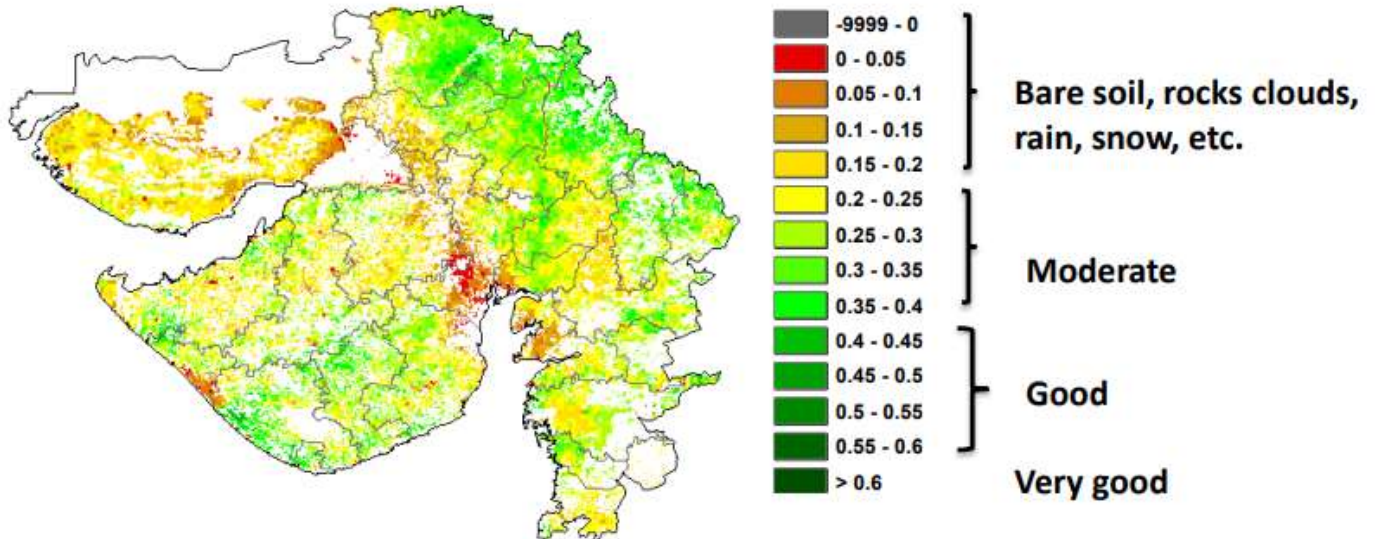 -9999 - 0
0 - 0.05
0.05 - 0.1
0.1 - 0.15
0.15 - 0.2
0.2 - 0.25
0.25 - 0.3
0.3 - 0.35
0.35 - 0.4
0.4 - 0.45
0.45 - 0.5
0.5 - 0.55
0.55 - 0.6
> 0.6
Bare soil, rocks clouds,
rain, snow, etc.
Moderate
Good
Very good